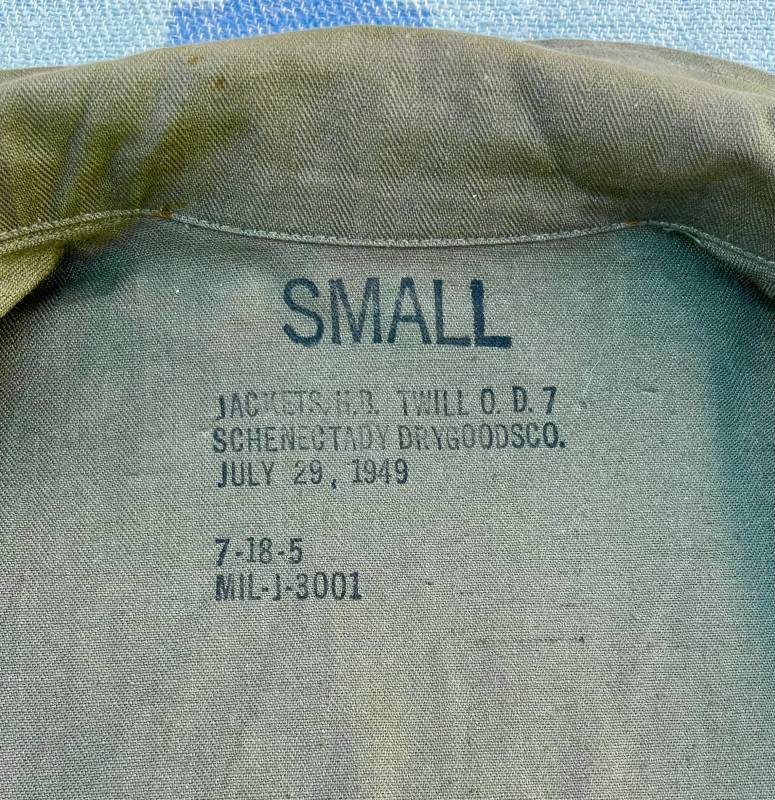 SMALL
JACKETS, H.B. TWILL O. D. 7
SCHENECTADY DRYGOODSCO.
JULY 29, 1949
7-18-5
MIL-J-3001